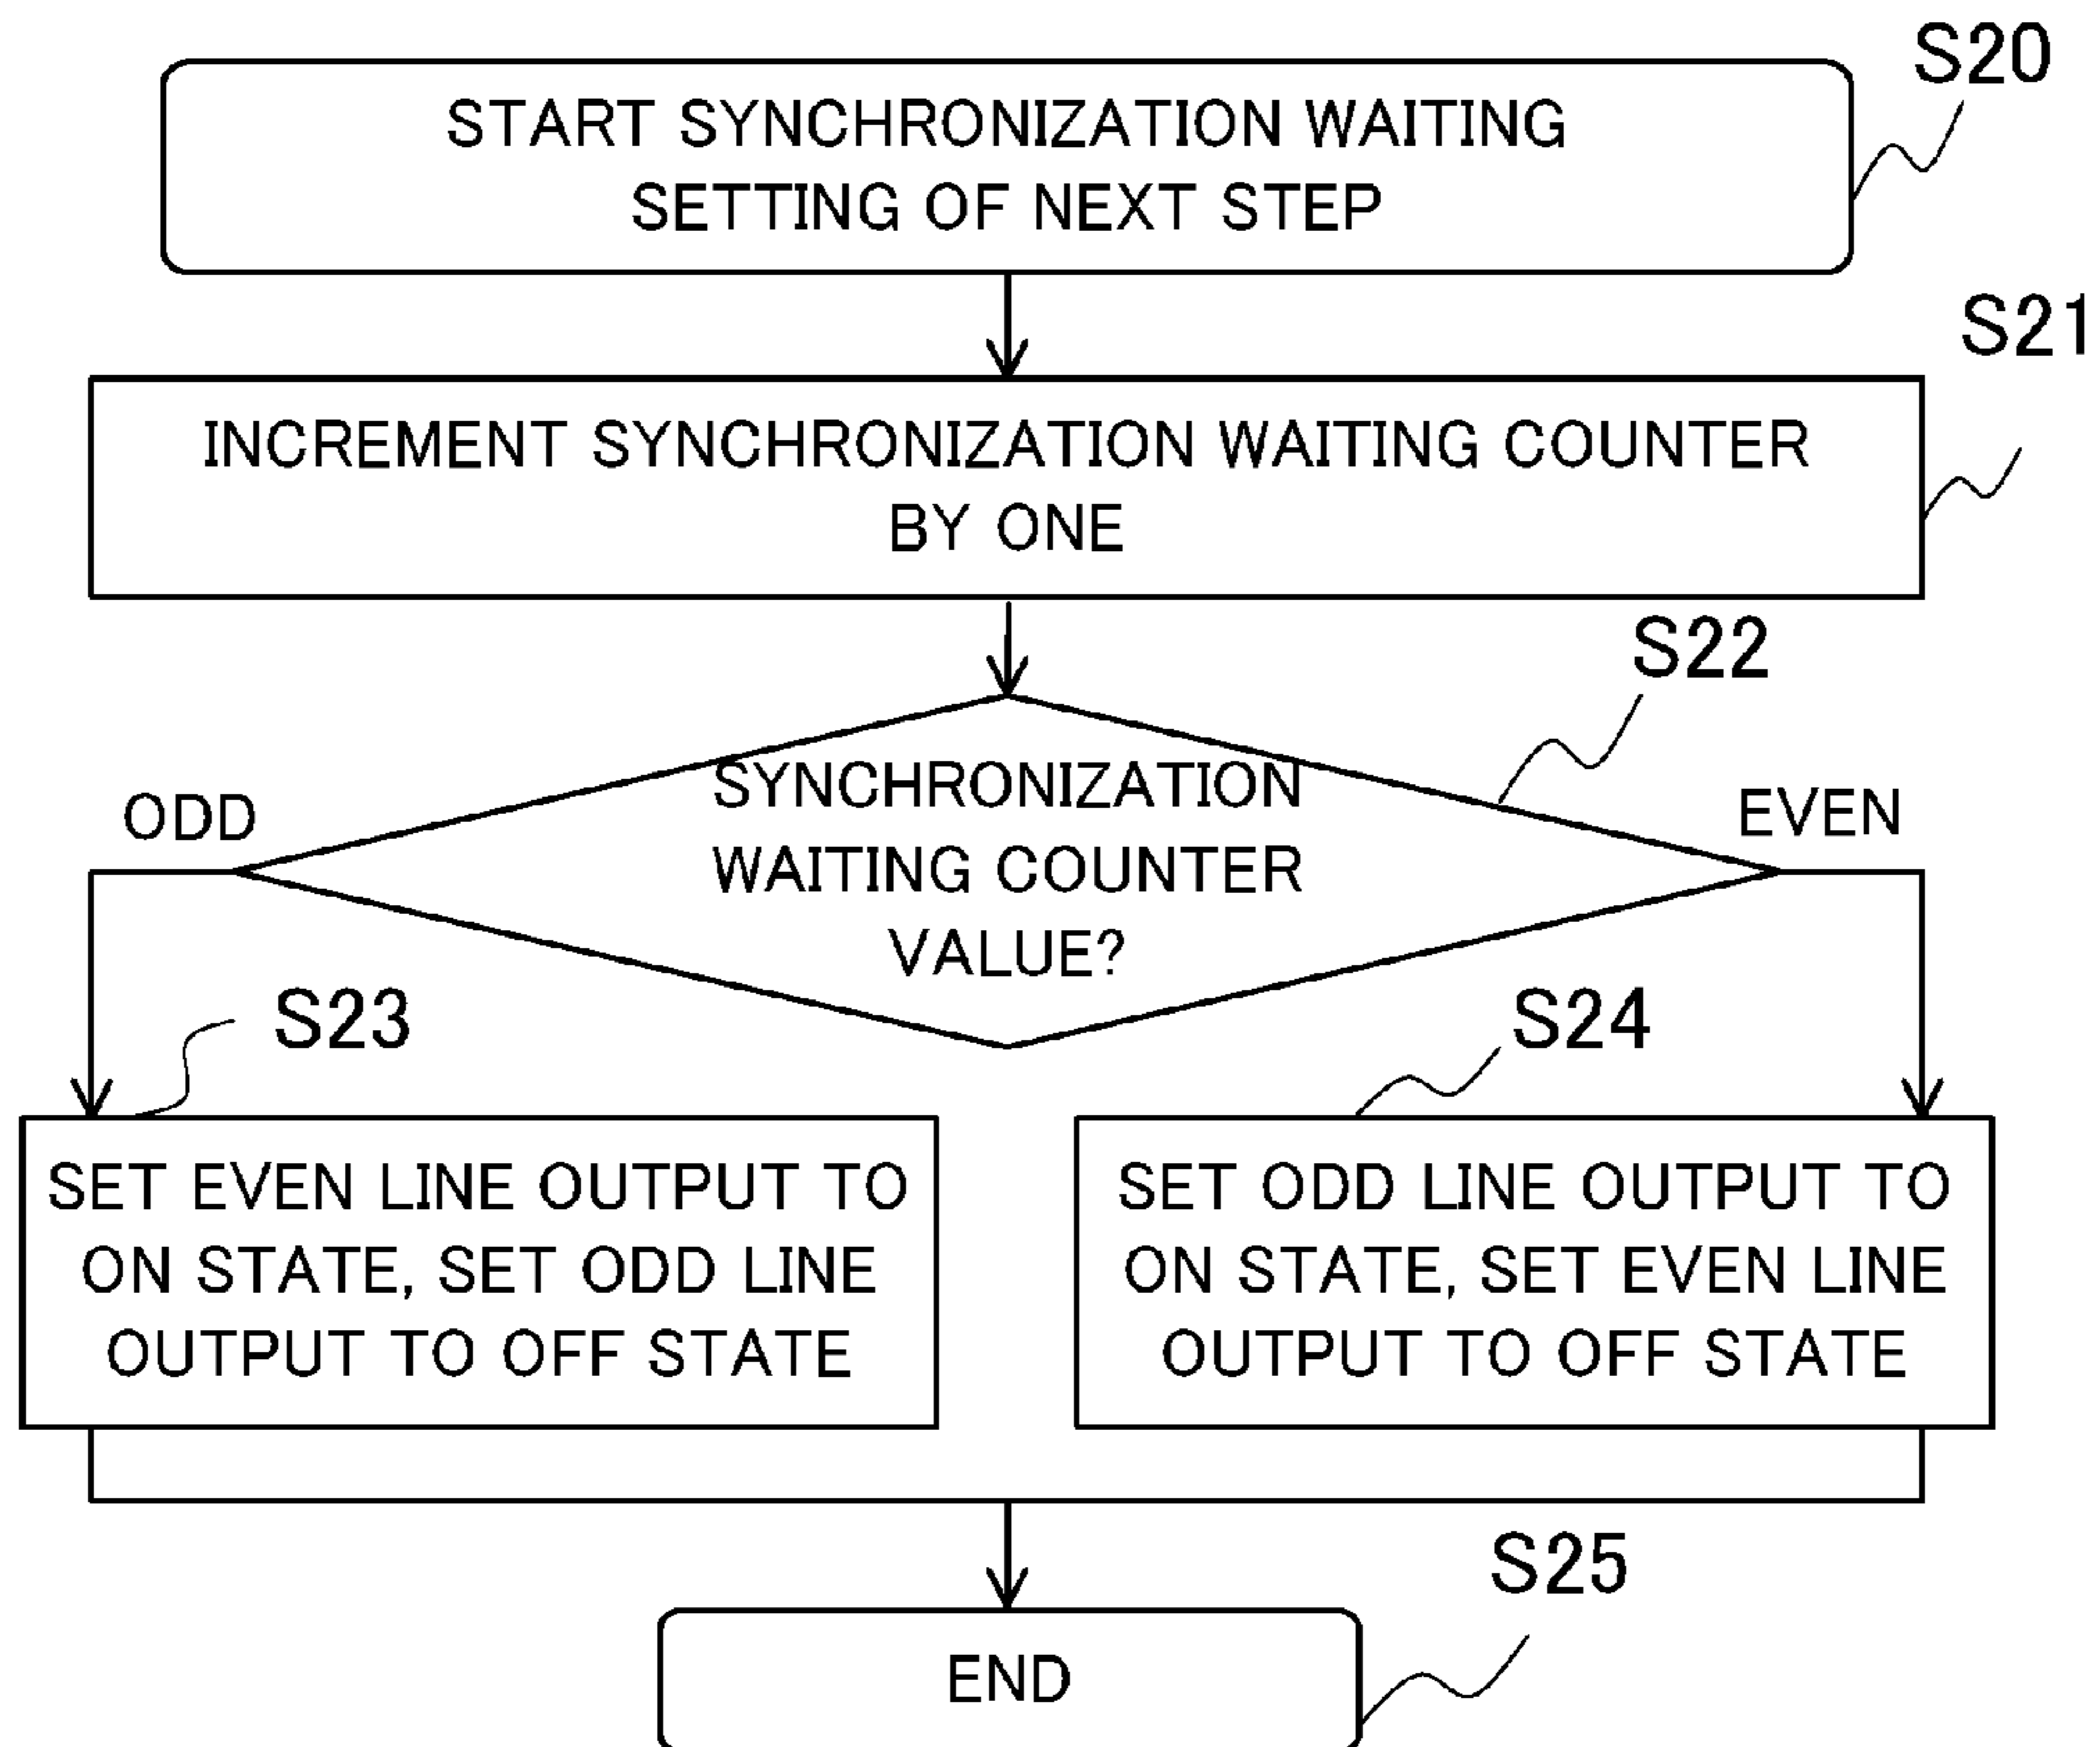 S20
START SYNCHRONIZATION WAITING
SETTING OF NEXT STEP
S21
INCREMENT SYNCHRONIZATION WAITING COUNTER
BY ONE
S22
SYNCHRONIZATION
WAITING COUNTER
VALUE?
ODD
EVEN
S23
SET EVEN LINE OUTPUT TO
ON STATE, SET ODD LINE
OUTPUT TO OFF STATE
S24
SET ODD LINE OUTPUT TO
ON STATE, SET EVEN LINE
OUTPUT TO OFF STATE
S25
END